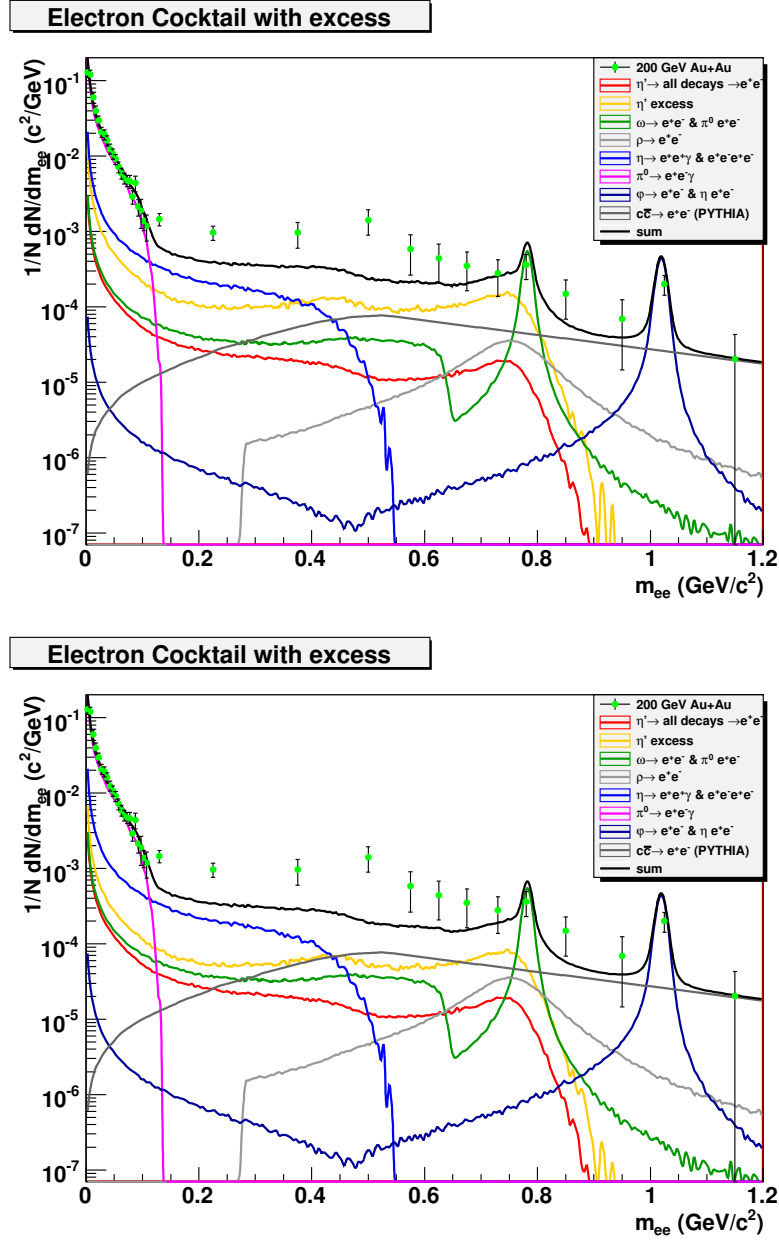 Electron Cocktail with excess
1/N dN/dm_ee (c²/GeV)
10⁻¹
10⁻²
10⁻³
10⁻⁴
10⁻⁵
10⁻⁶
10⁻⁷
200 GeV Au+Au
η'→ all decays →e⁺e⁻
η' excess
ω→ e⁺e⁻ & π⁰ e⁺e⁻
ρ→ e⁺e⁻
η→ e⁺e⁺γ & e⁺e⁻e⁺e⁻
π⁰→ e⁺e⁻γ
φ→ e⁺e⁻ & η e⁺e⁻
cc̅→ e⁺e⁻ (PYTHIA)
sum
0 0.2 0.4 0.6 0.8 1 1.2
m_ee (GeV/c²)
Electron Cocktail with excess
1/N dN/dm_ee (c²/GeV)
10⁻¹
10⁻²
10⁻³
10⁻⁴
10⁻⁵
10⁻⁶
10⁻⁷
200 GeV Au+Au
η'→ all decays →e⁺e⁻
η' excess
ω→ e⁺e⁻ & π⁰ e⁺e⁻
ρ→ e⁺e⁻
η→ e⁺e⁺γ & e⁺e⁻e⁺e⁻
π⁰→ e⁺e⁻γ
φ→ e⁺e⁻ & η e⁺e⁻
cc̅→ e⁺e⁻ (PYTHIA)
sum
0 0.2 0.4 0.6 0.8 1 1.2
m_ee (GeV/c²)